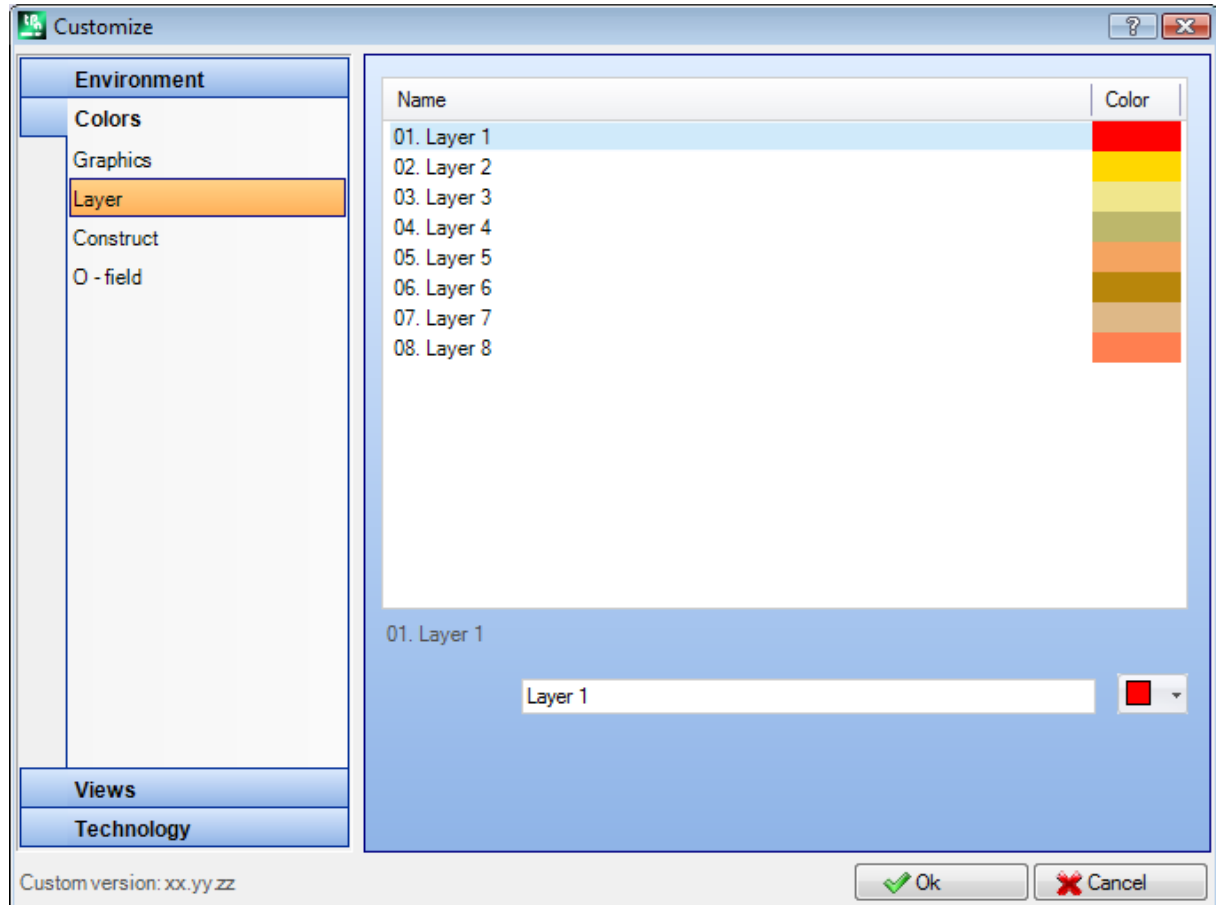 Customize
Environment
Colors
Graphics
Layer
Construct
O - field
Views
Technology
Name Color
01. Layer 1
02. Layer 2
03. Layer 3
04. Layer 4
05. Layer 5
06. Layer 6
07. Layer 7
08. Layer 8
01. Layer 1
Layer 1
Custom version: xx.yy.zz
Ok Cancel